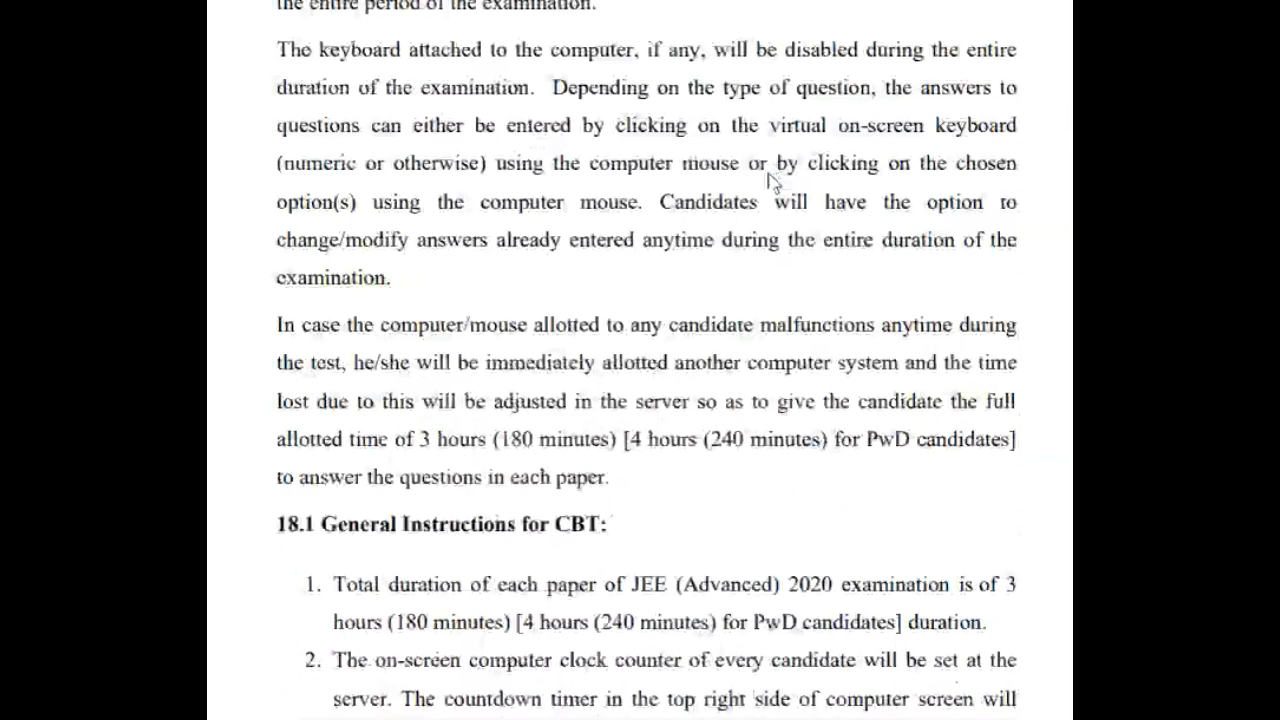 the entire period of the examination.
The keyboard attached to the computer, if any, will be disabled during the entire
duration of the examination. Depending on the type of question, the answers to
questions can either be entered by clicking on the virtual on-screen keyboard
(numeric or otherwise) using the computer mouse or by clicking on the chosen
option(s) using the computer mouse. Candidates will have the option to
change/modify answers already entered anytime during the entire duration of the
examination.
In case the computer/mouse allotted to any candidate malfunctions anytime during
the test, he/she will be immediately allotted another computer system and the time
lost due to this will be adjusted in the server so as to give the candidate the full
allotted time of 3 hours (180 minutes) [4 hours (240 minutes) for PwD candidates]
to answer the questions in each paper.
18.1 General Instructions for CBT:
1. Total duration of each paper of JEE (Advanced) 2020 examination is of 3
hours (180 minutes) [4 hours (240 minutes) for PwD candidates] duration.
2. The on-screen computer clock counter of every candidate will be set at the
server. The countdown timer in the top right side of computer screen will